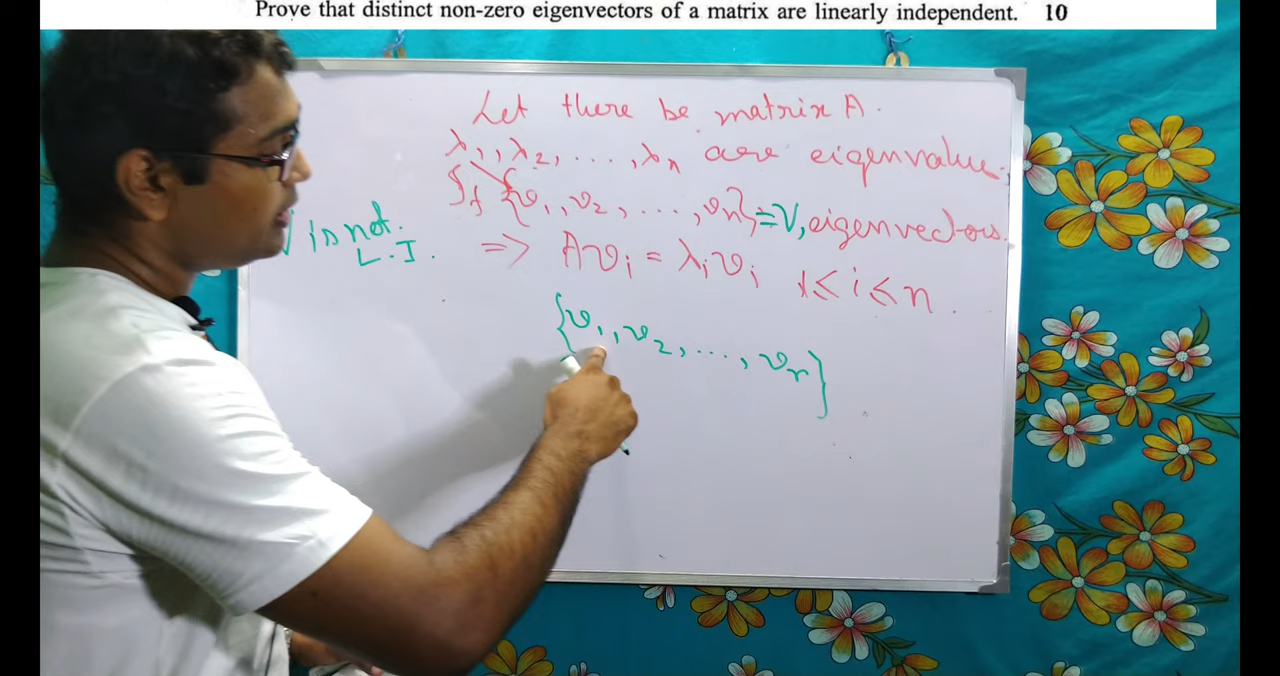 Prove that distinct non-zero eigenvectors of a matrix are linearly independent. 10
Let there be matrix A.
λ₁, λ₂, ..., λₙ are eigenvalue.
If {v₁, v₂, ..., vₙ} = V, eigenvectors.
V is not
L.I.
⇒ Avᵢ = λᵢvᵢ 1 ≤ i ≤ n.
{v₁, v₂, ..., vᵣ}